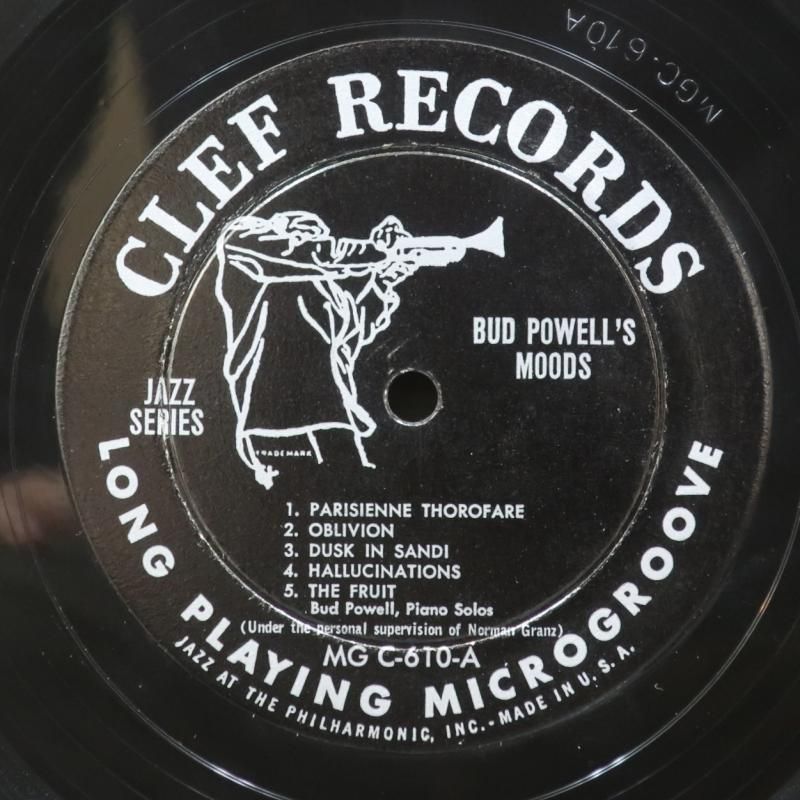 MGC-610A
CLEF RECORDS
BUD POWELL'S
MOODS
JAZZ
SERIES
TRADEMARK
1. PARISIENNE THOROFARE
2. OBLIVION
3. DUSK IN SANDI
4. HALLUCINATIONS
5. THE FRUIT
Bud Powell, Piano Solos
(Under the personal supervision of Norman Granz)
MG C-610-A
LONG PLAYING MICROGROOVE
JAZZ AT THE PHILHARMONIC, INC.-MADE IN U.S.A.